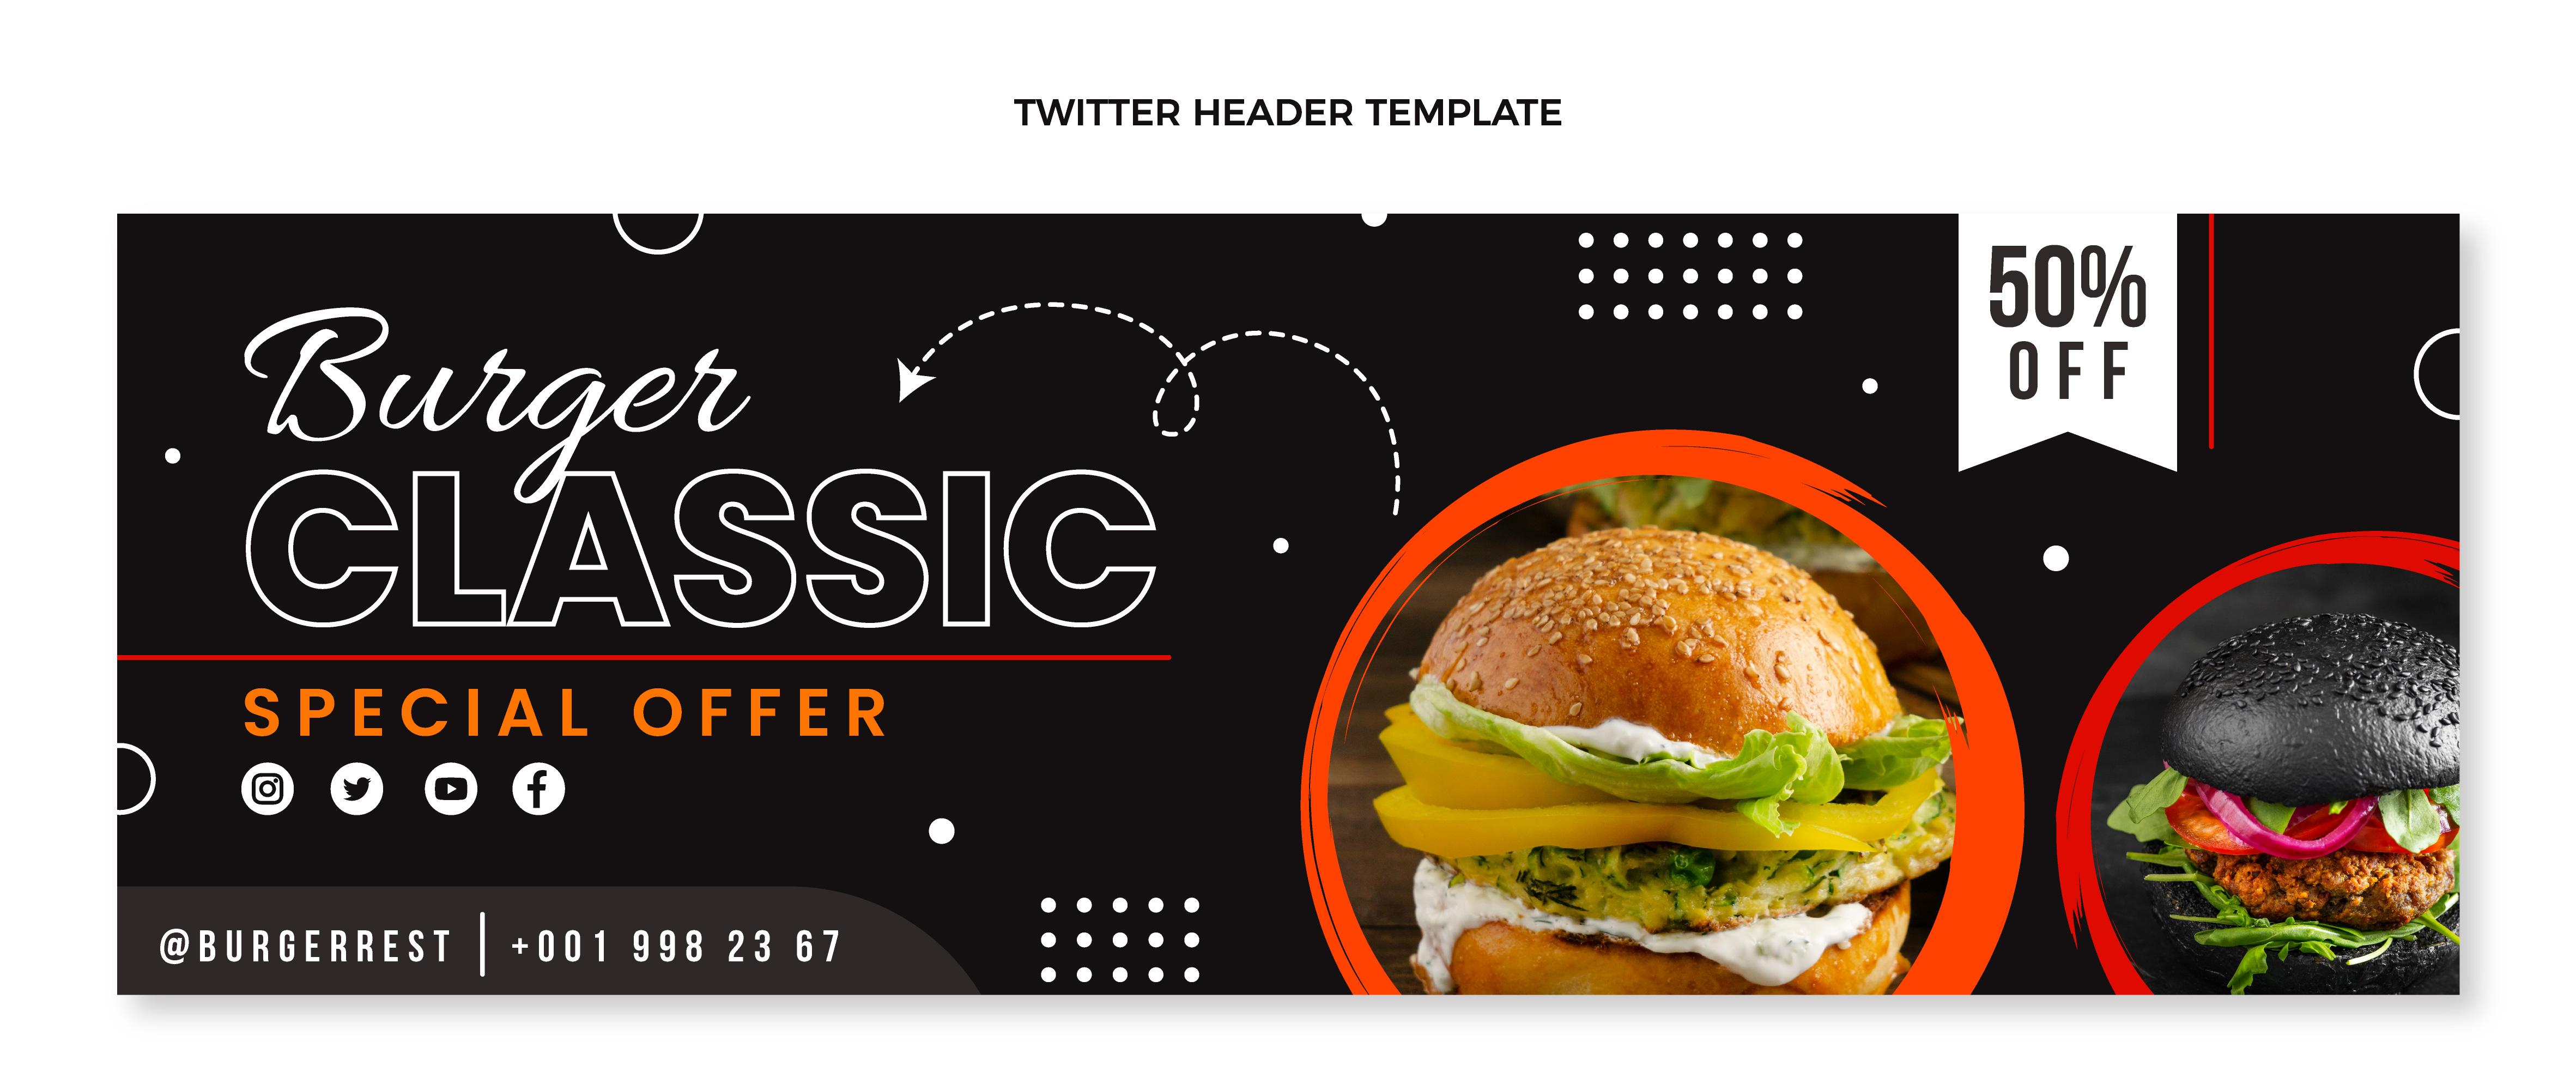 TWITTER HEADER TEMPLATE
Burger
CLASSIC
SPECIAL OFFER
@BURGERREST | +001 998 23 67
50%
OFF